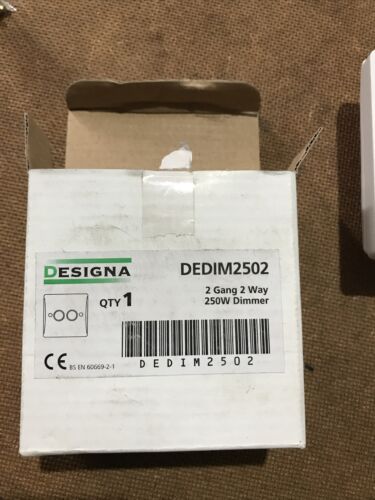 DESIGNA
DEDIM2502
2 Gang 2 Way
250W Dimmer
QTY 1
CE BS EN 60669-2-1
DEDIM2502